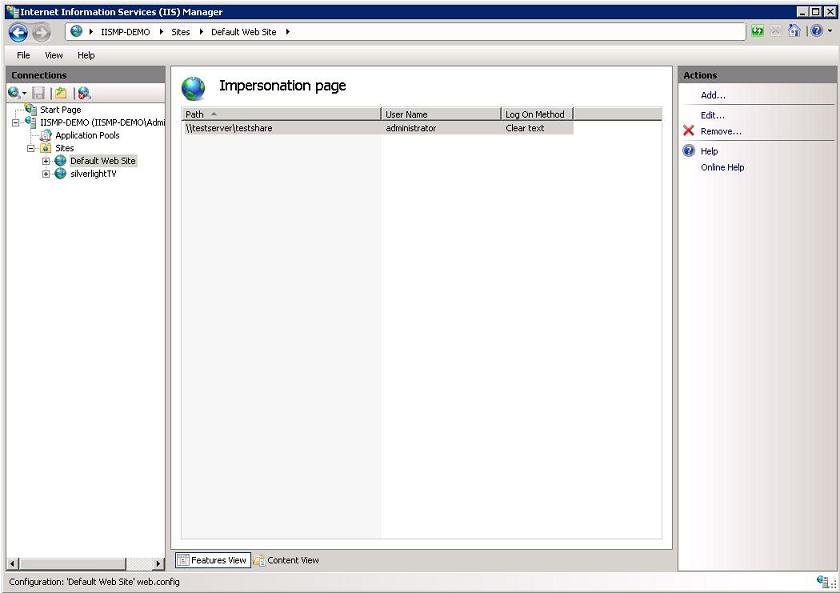 Internet Information Services (IIS) Manager
IISMP-DEMO Sites Default Web Site
File View Help
Connections
Start Page
IISMP-DEMO (IISMP-DEMO\Admi
Application Pools
Sites
Default Web Site
silverlightTV
Impersonation page
Path User Name Log On Method
\\testserver\testshare administrator Clear text
Features View Content View
Actions
Add...
Edit...
Remove...
Help
Online Help
Configuration: 'Default Web Site' web.config